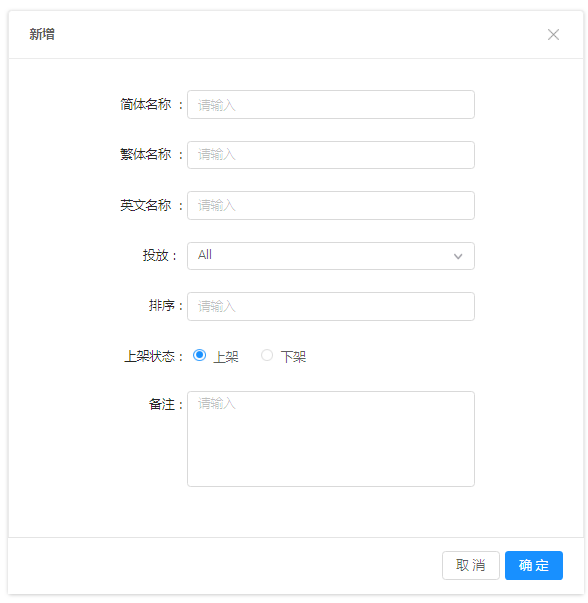 新增
简体名称 ： 请输入
繁体名称 ： 请输入
英文名称 ： 请输入
投放： All
排序： 请输入
上架状态： 上架 下架
备注： 请输入
取消 确定